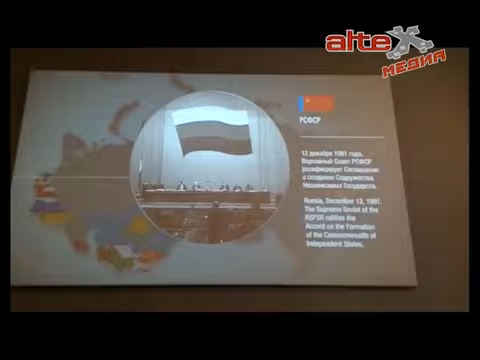 alteX
МЕДИА
РСФСР
12 декабря 1991 года,
Верховный Совет РСФСР
ратифицирует Соглашение
о создании Содружества
Независимых Государств.
Russia, December 12, 1991.
The Supreme Soviet of the
RSFSR ratifies the
Accord on the Formation
of the Commonwealth of
Independent States.